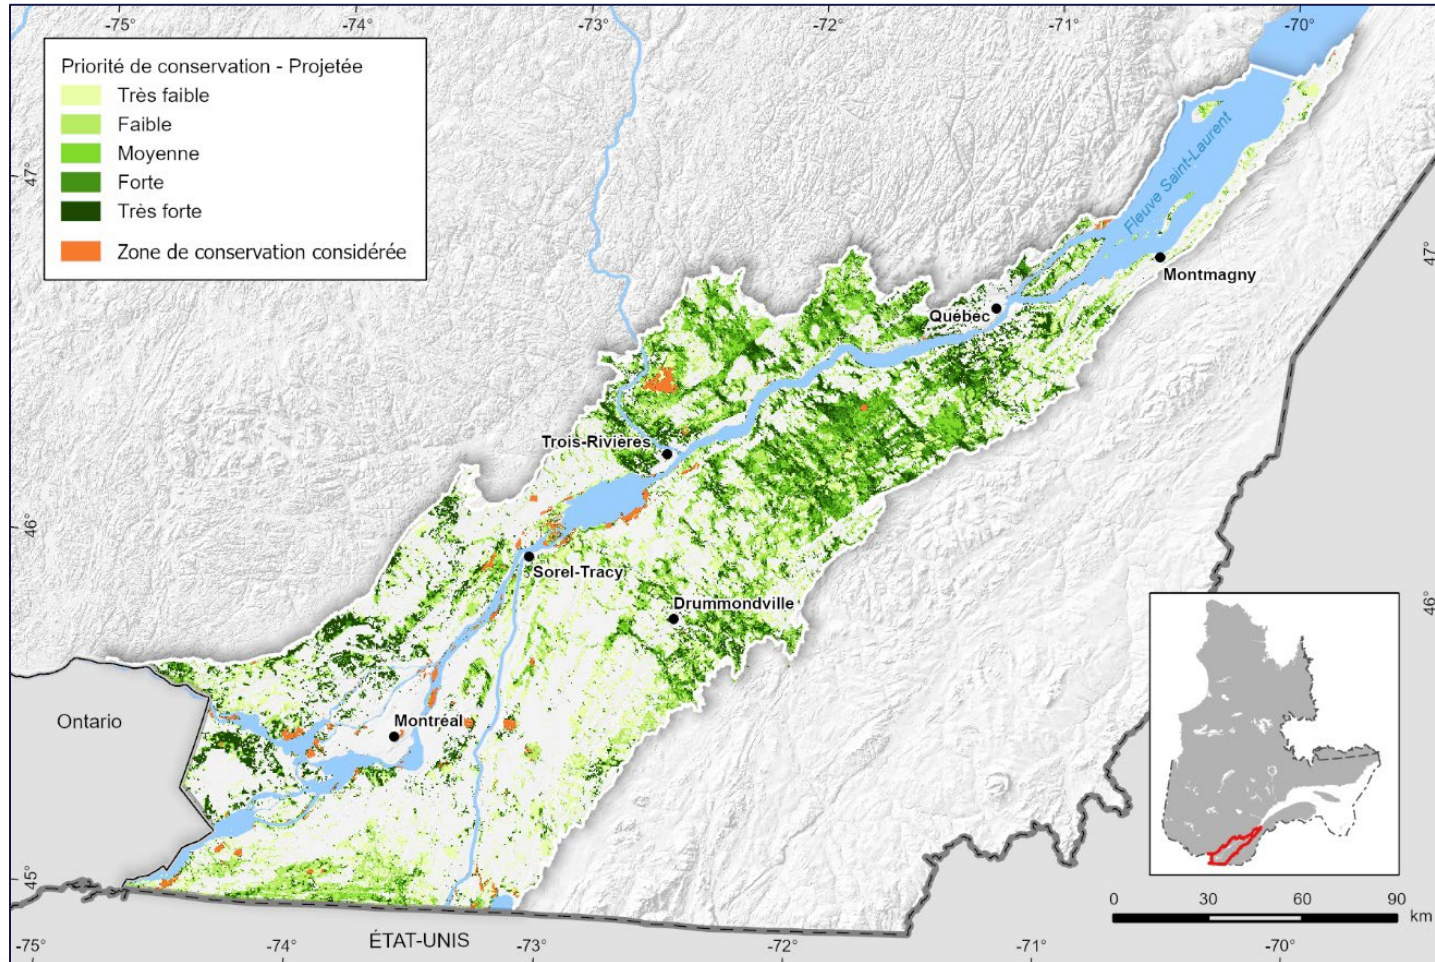 -75°
-74°
-73°
-72°
-71°
-70°
Priorité de conservation - Projetée
Très faible
Faible
Moyenne
Forte
Très forte
Zone de conservation considérée
47°
47°
Fleuve Saint-Laurent
Montmagny
Québec
Trois-Rivières
46°
46°
Sorel-Tracy
Drummondville
Ontario
Montréal
45°
0 30 60 90
km
ÉTAT-UNIS
-75°
-74°
-73°
-72°
-71°
-70°